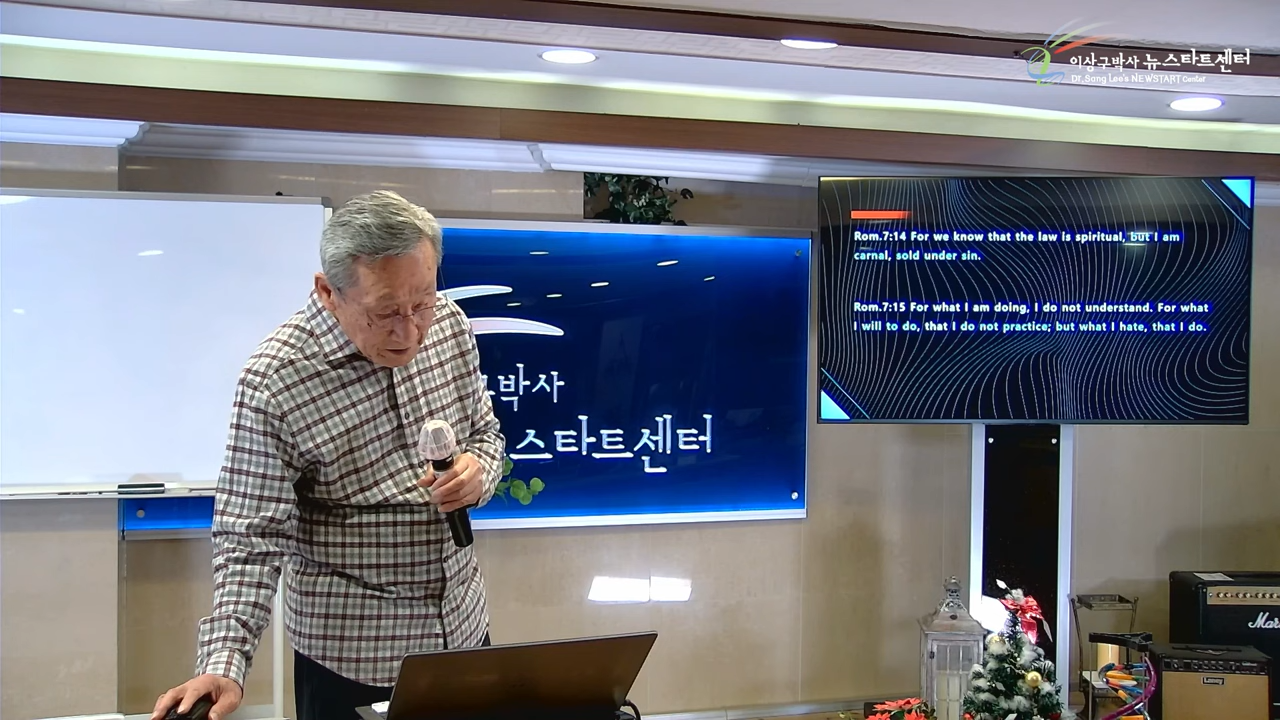 이상구박사 뉴스타트센터
Dr. Sang Lee's NEWSTART Center
Rom.7:14 For we know that the law is spiritual, but I am
carnal, sold under sin.
Rom.7:15 For what I am doing, I do not understand. For what
I will to do, that I do not practice; but what I hate, that I do.
박사
스타트센터
Laney